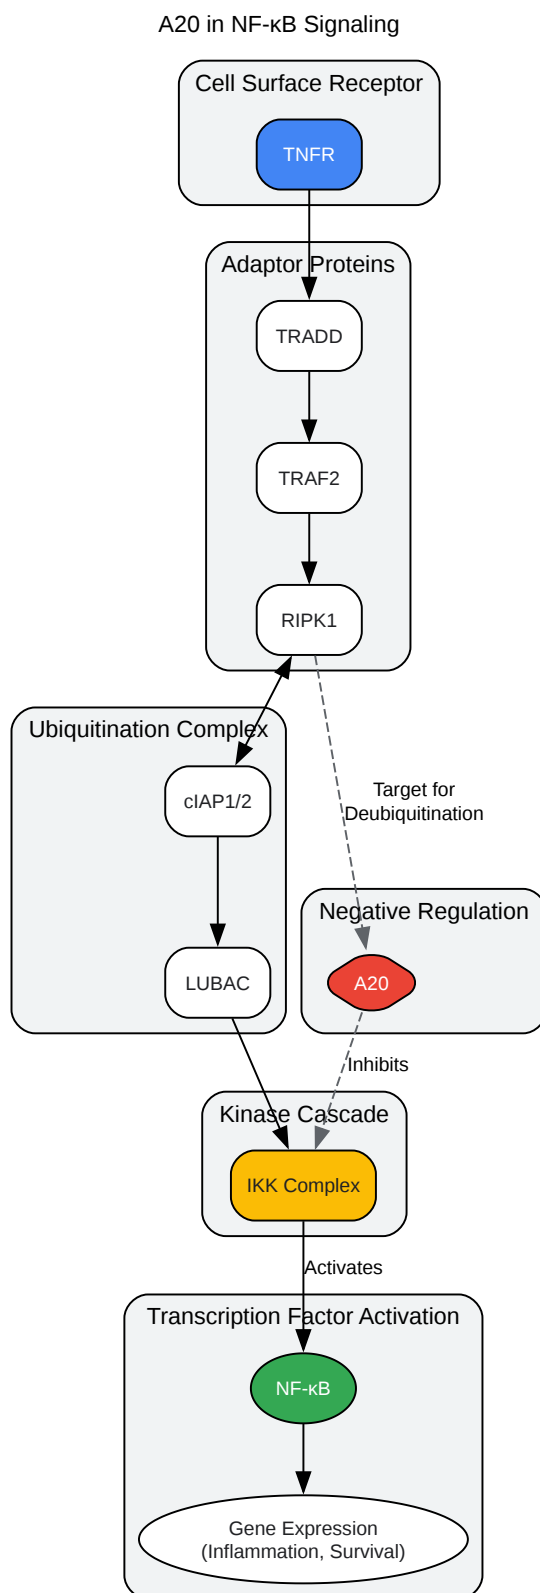 A20 in NF-κB Signaling
Cell Surface Receptor
TNFR
Adaptor Proteins
TRADD
TRAF2
RIPK1
Ubiquitination Complex
cIAP1/2
Target for
Deubiquitination
Negative Regulation
LUBAC
A20
Inhibits
Kinase Cascade
IKK Complex
Activates
Transcription Factor Activation
NF-κB
Gene Expression
(Inflammation, Survival)